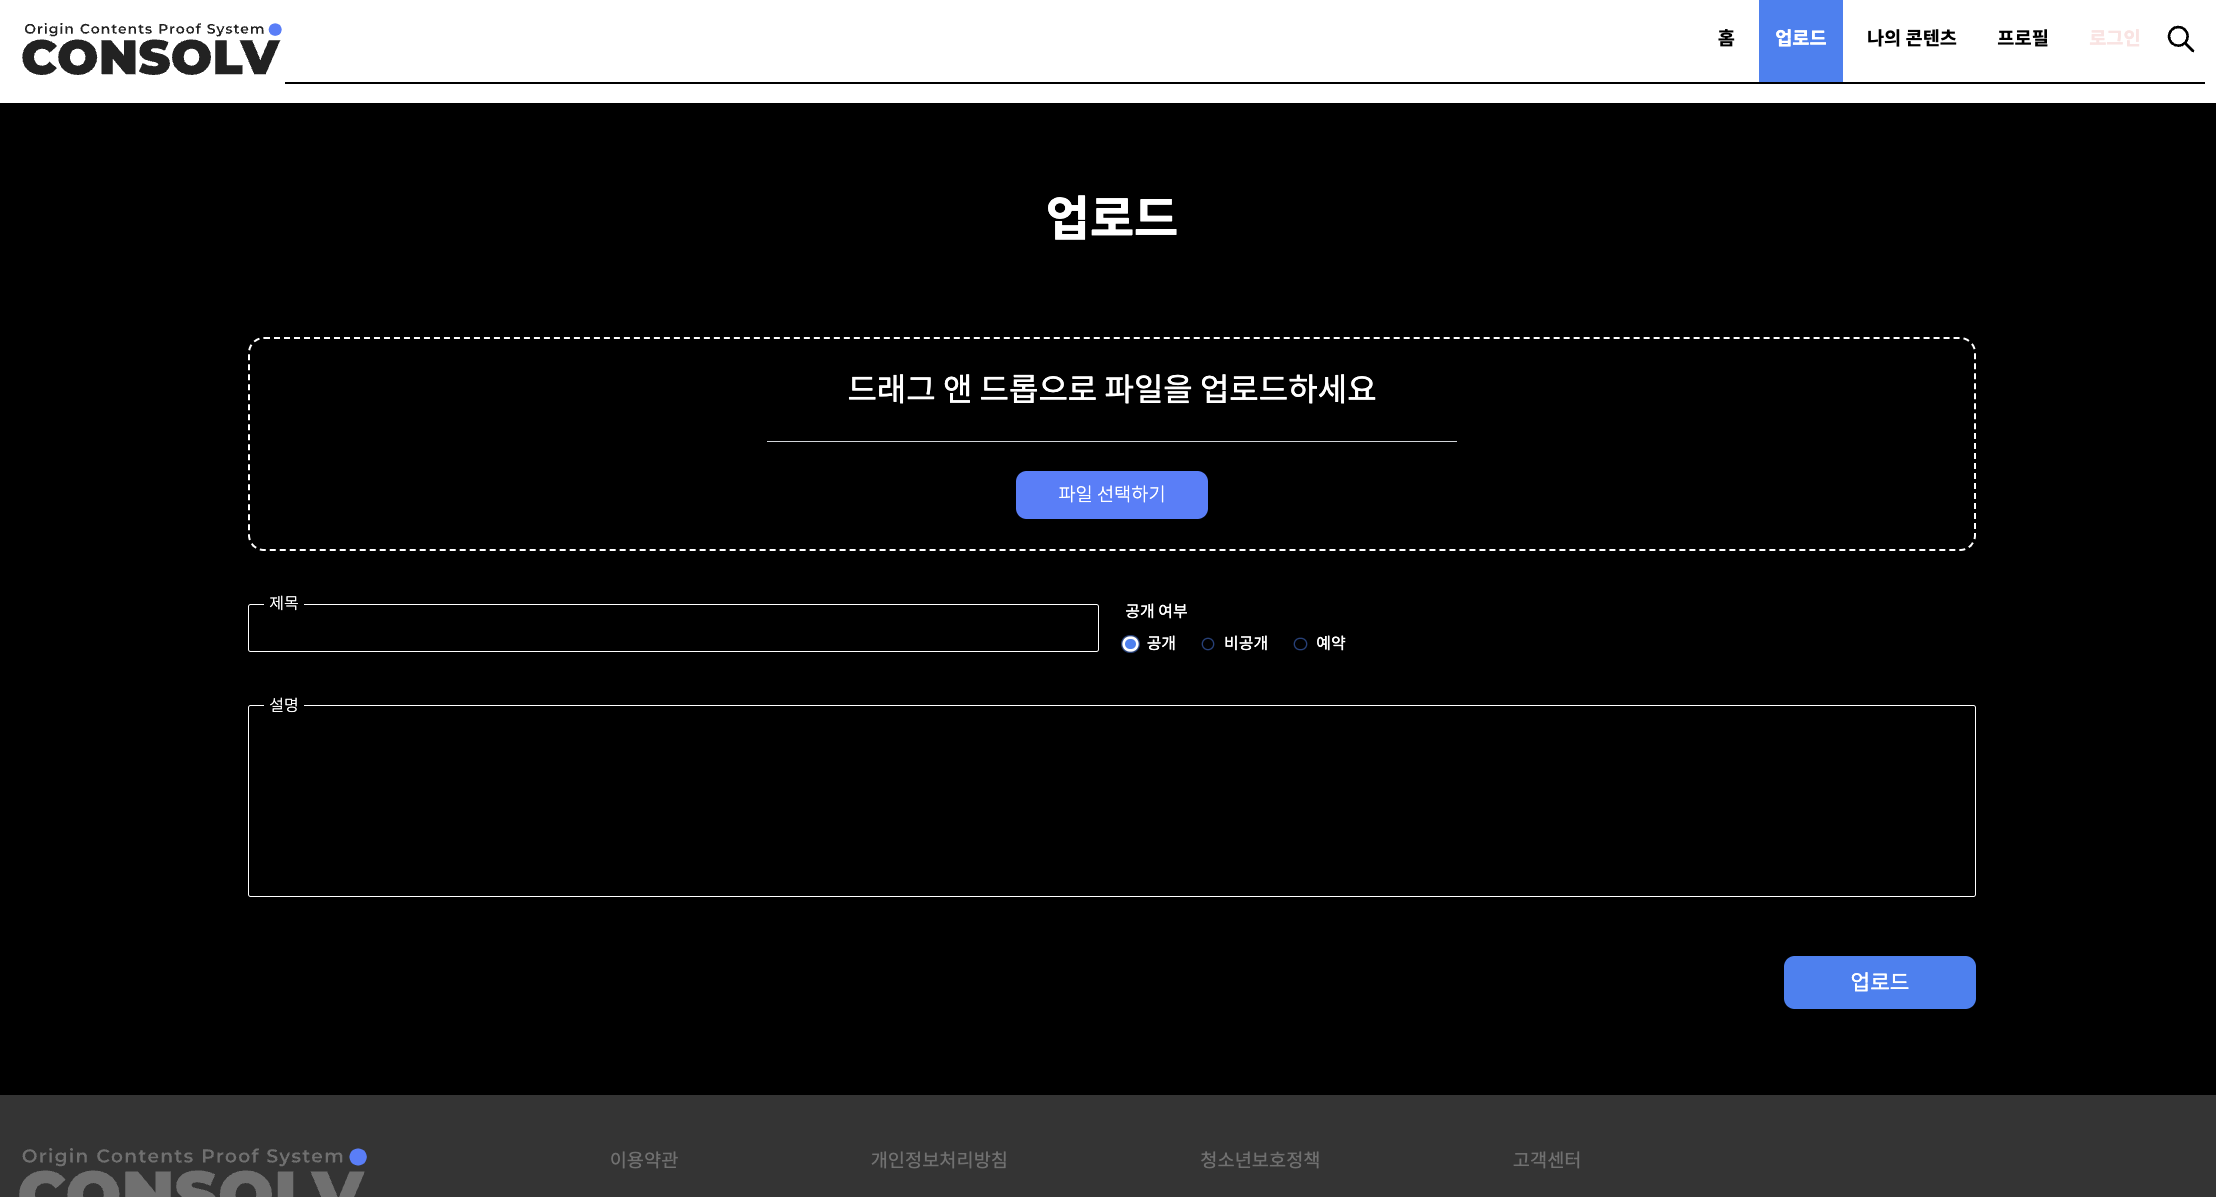 Origin Contents Proof System
CONSOLV
홈 업로드 나의 콘텐츠 프로필 로그인
업로드
드래그 앤 드롭으로 파일을 업로드하세요
파일 선택하기
제목
공개 여부
공개 비공개 예약
설명
업로드
Origin Contents Proof System
CONSOLV
이용약관 개인정보처리방침 청소년보호정책 고객센터